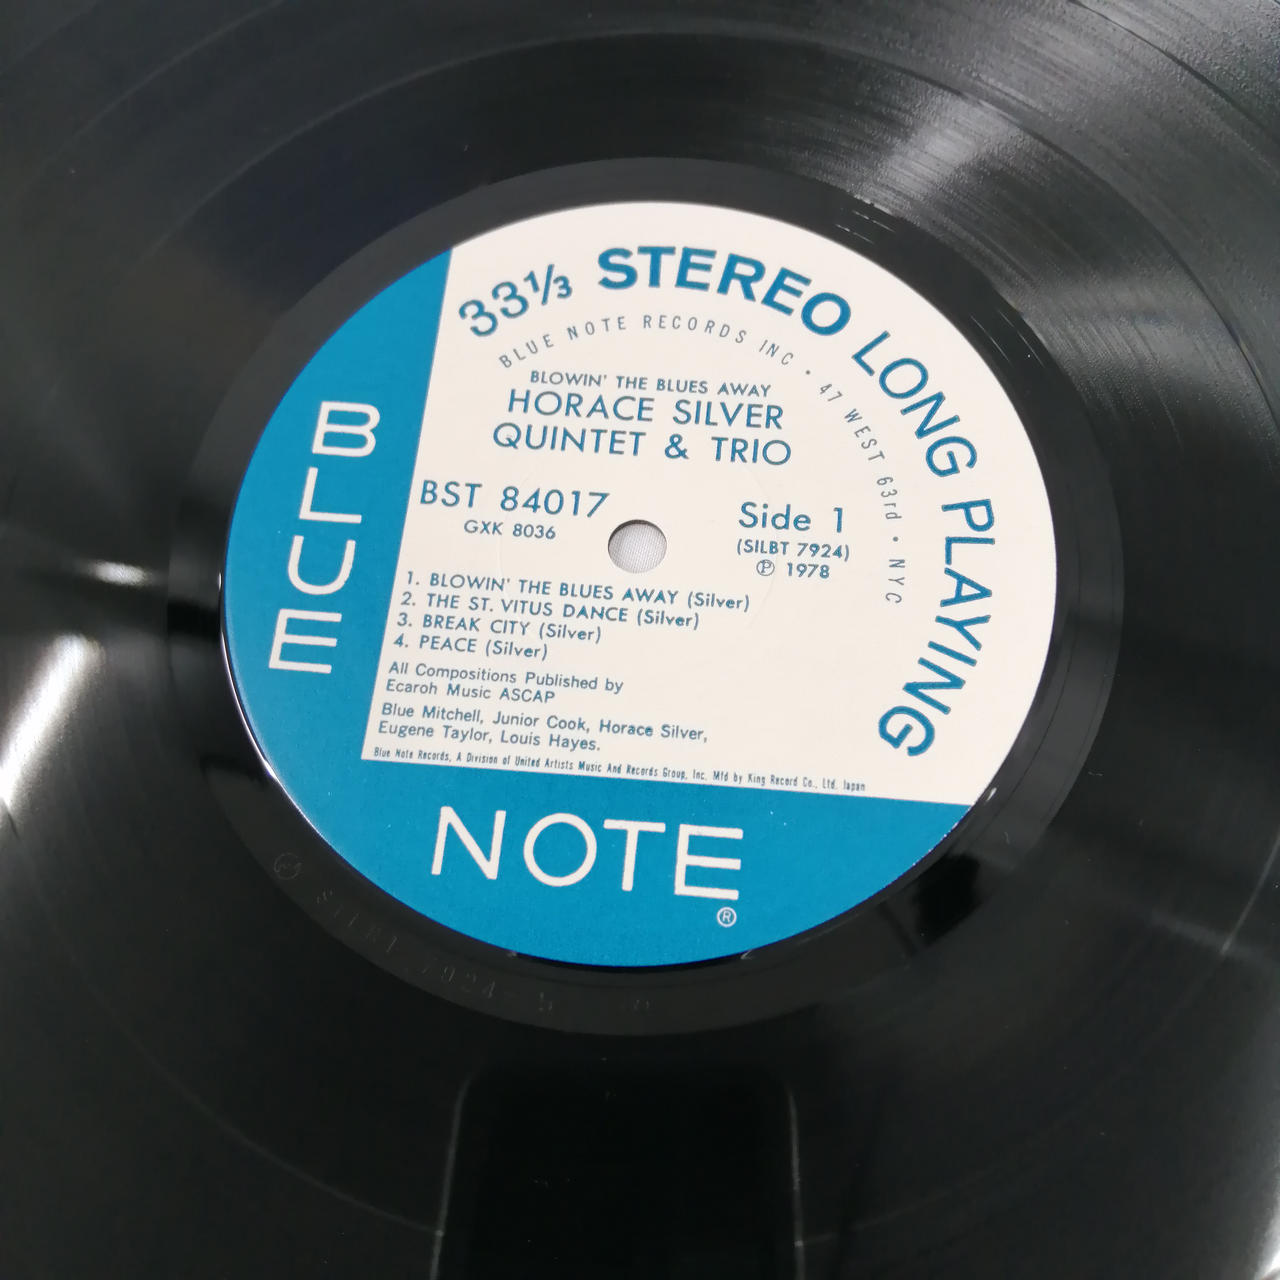 33⅓ STEREO LONG PLAYING
BLUE NOTE RECORDS INC • 47 WEST 63rd • NYC
BLOWIN' THE BLUES AWAY
HORACE SILVER
QUINTET & TRIO
BST 84017
GXK 8036
Side 1
(SILBT 7924)
℗ 1978
1. BLOWIN' THE BLUES AWAY (Silver)
2. THE ST. VITUS DANCE (Silver)
3. BREAK CITY (Silver)
4. PEACE (Silver)
All Compositions Published by
Ecaroh Music ASCAP
Blue Mitchell, Junior Cook, Horace Silver,
Eugene Taylor, Louis Hayes.
Blue Note Records, A Division of United Artists Music And Records Group, Inc. Mfd by King Record Co., Ltd. Japan
BLUE
NOTE
®